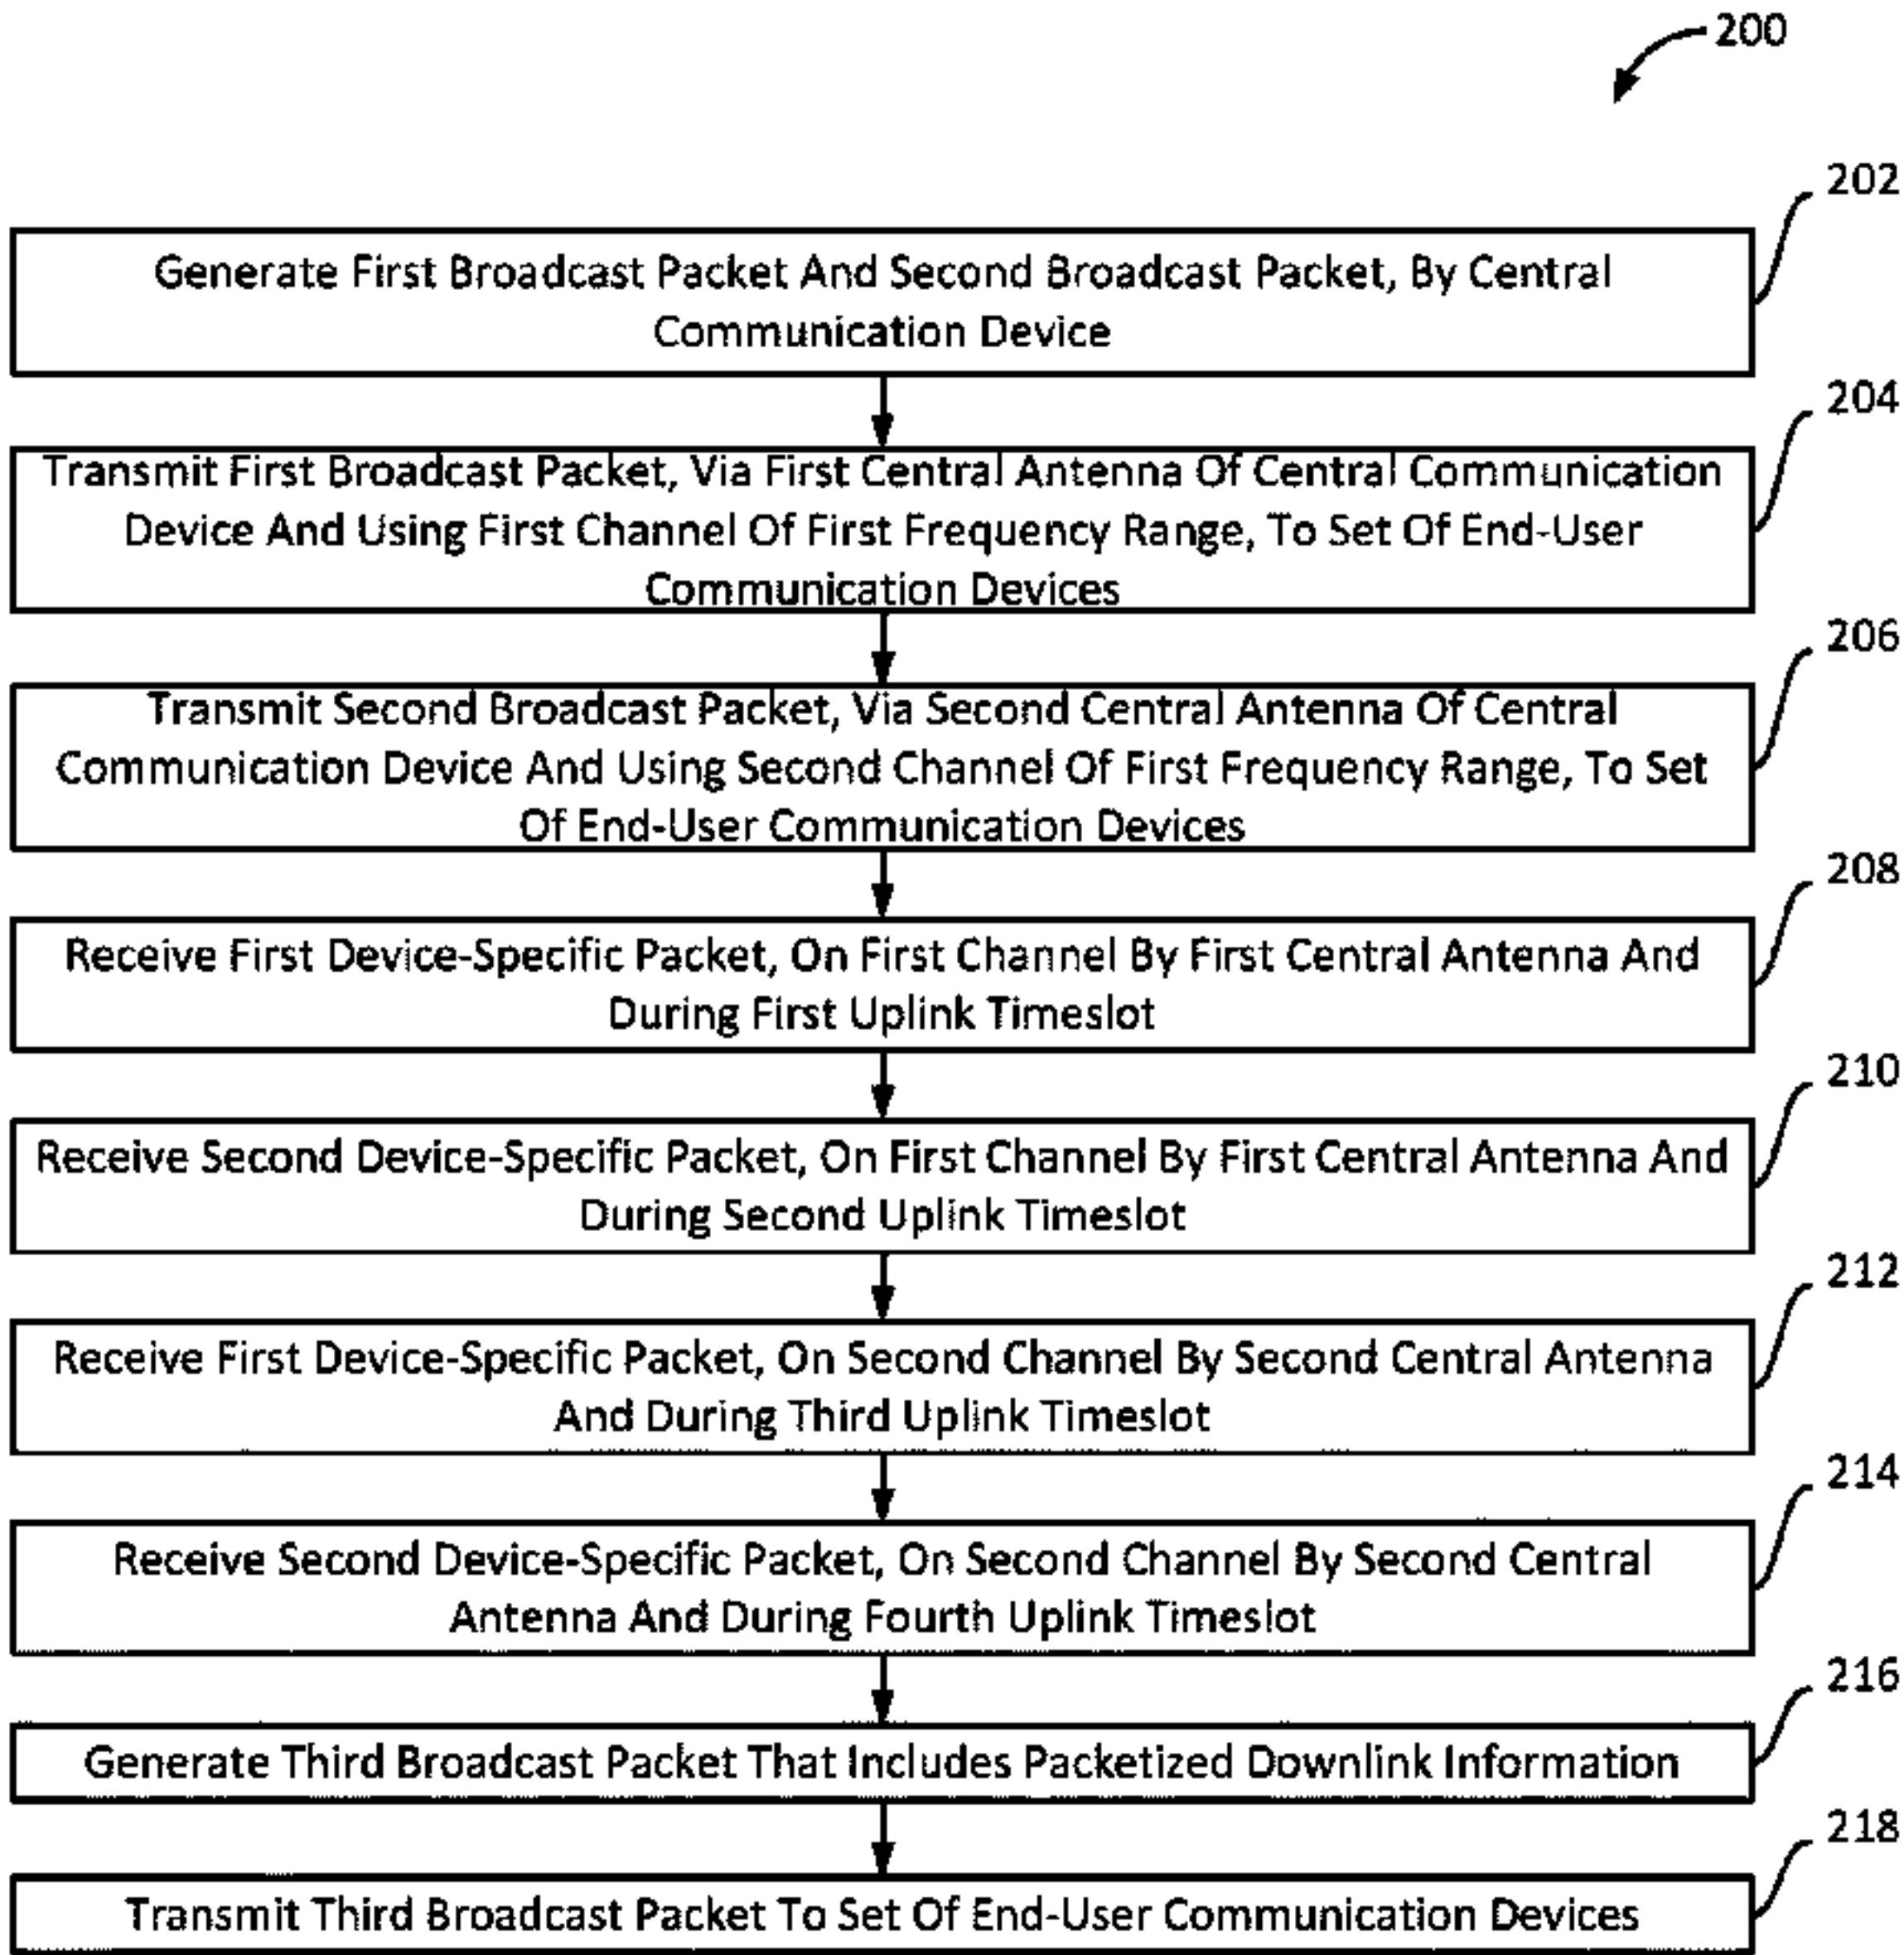 200
202
Generate First Broadcast Packet And Second Broadcast Packet, By Central
Communication Device
204
Transmit First Broadcast Packet, Via First Central Antenna Of Central Communication
Device And Using First Channel Of First Frequency Range, To Set Of End-User
Communication Devices
206
Transmit Second Broadcast Packet, Via Second Central Antenna Of Central
Communication Device And Using Second Channel Of First Frequency Range, To Set
Of End-User Communication Devices
208
Receive First Device-Specific Packet, On First Channel By First Central Antenna And
During First Uplink Timeslot
210
Receive Second Device-Specific Packet, On First Channel By First Central Antenna And
During Second Uplink Timeslot
212
Receive First Device-Specific Packet, On Second Channel By Second Central Antenna
And During Third Uplink Timeslot
214
Receive Second Device-Specific Packet, On Second Channel By Second Central
Antenna And During Fourth Uplink Timeslot
216
Generate Third Broadcast Packet That Includes Packetized Downlink Information
218
Transmit Third Broadcast Packet To Set Of End-User Communication Devices